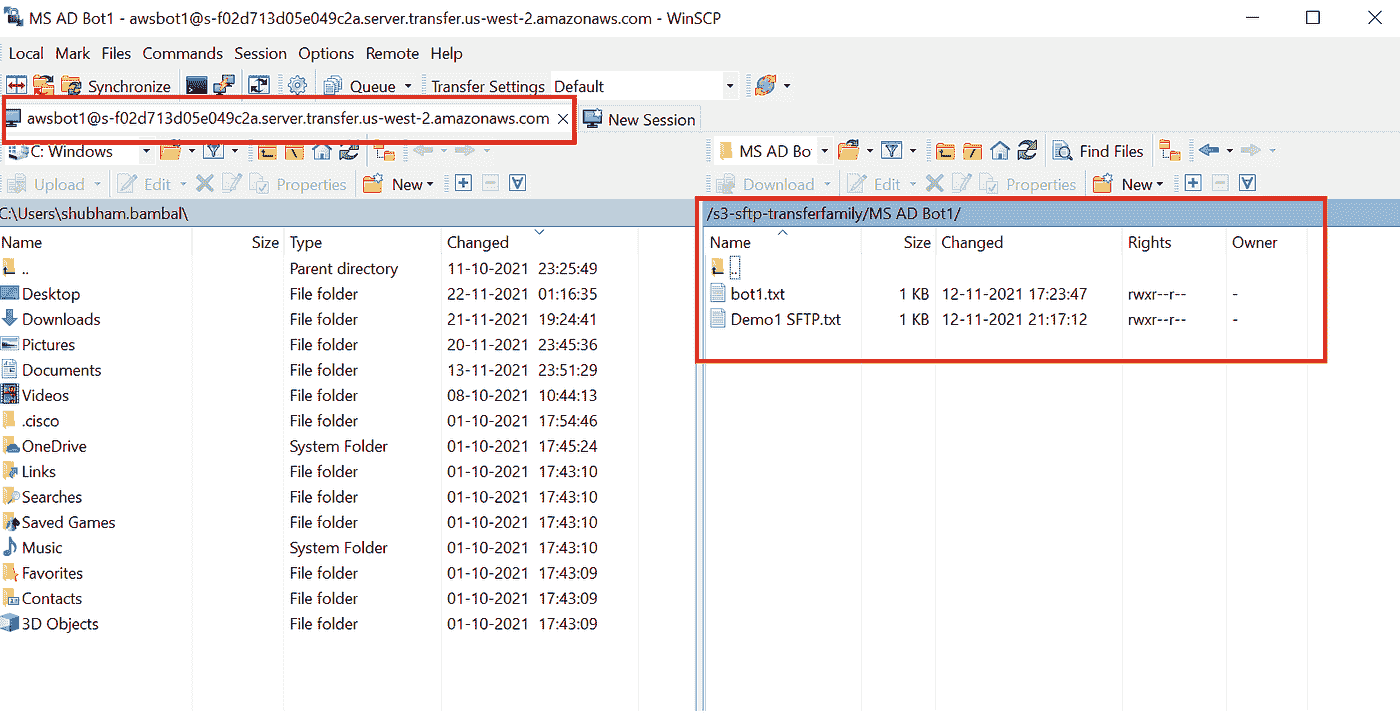 MS AD Bot1 - awsbot1@s-f02d713d05e049c2a.server.transfer.us-west-2.amazonaws.com - WinSCP
Local Mark Files Commands Session Options Remote Help
Synchronize Queue Transfer Settings Default
awsbot1@s-f02d713d05e049c2a.server.transfer.us-west-2.amazonaws.com New Session
C: Windows MS AD Bo Find Files
Upload Edit Properties New Download Edit Properties New
C:\Users\shubham.bambal\ /s3-sftp-transferfamily/MS AD Bot1/
Name Size Type Changed Name Size Changed Rights Owner
.. Parent directory 11-10-2021 23:25:49 ..
Desktop File folder 22-11-2021 01:16:35 bot1.txt 1 KB 12-11-2021 17:23:47 rwxr--r-- -
Downloads File folder 21-11-2021 19:24:41 Demo1 SFTP.txt 1 KB 12-11-2021 21:17:12 rwxr--r-- -
Pictures File folder 20-11-2021 23:45:36
Documents File folder 13-11-2021 23:51:29
Videos File folder 08-10-2021 10:44:13
.cisco File folder 01-10-2021 17:54:46
OneDrive System Folder 01-10-2021 17:45:24
Links File folder 01-10-2021 17:43:10
Searches File folder 01-10-2021 17:43:10
Saved Games File folder 01-10-2021 17:43:10
Music System Folder 01-10-2021 17:43:10
Favorites File folder 01-10-2021 17:43:09
Contacts File folder 01-10-2021 17:43:09
3D Objects File folder 01-10-2021 17:43:09